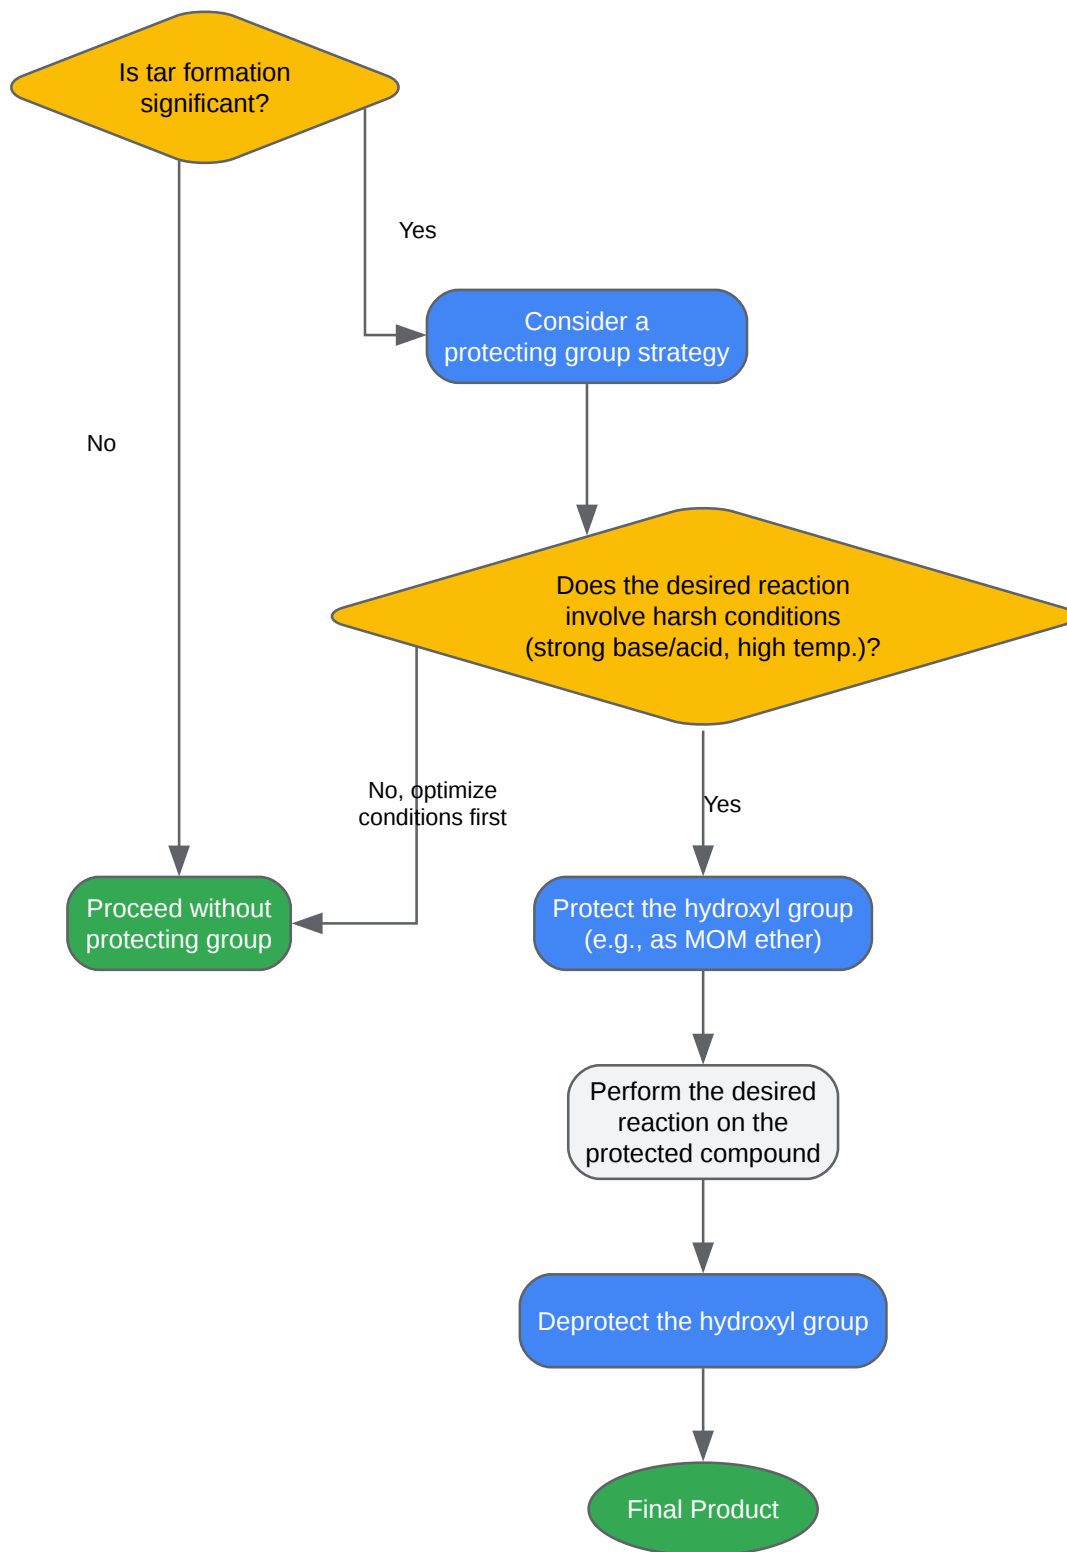 Is tar formation
significant?
Yes
Consider a
protecting group strategy
No
Does the desired reaction
involve harsh conditions
(strong base/acid, high temp.)?
No, optimize
conditions first
Yes
Proceed without
protecting group
Protect the hydroxyl group
(e.g., as MOM ether)
Perform the desired
reaction on the
protected compound
Deprotect the hydroxyl group
Final Product